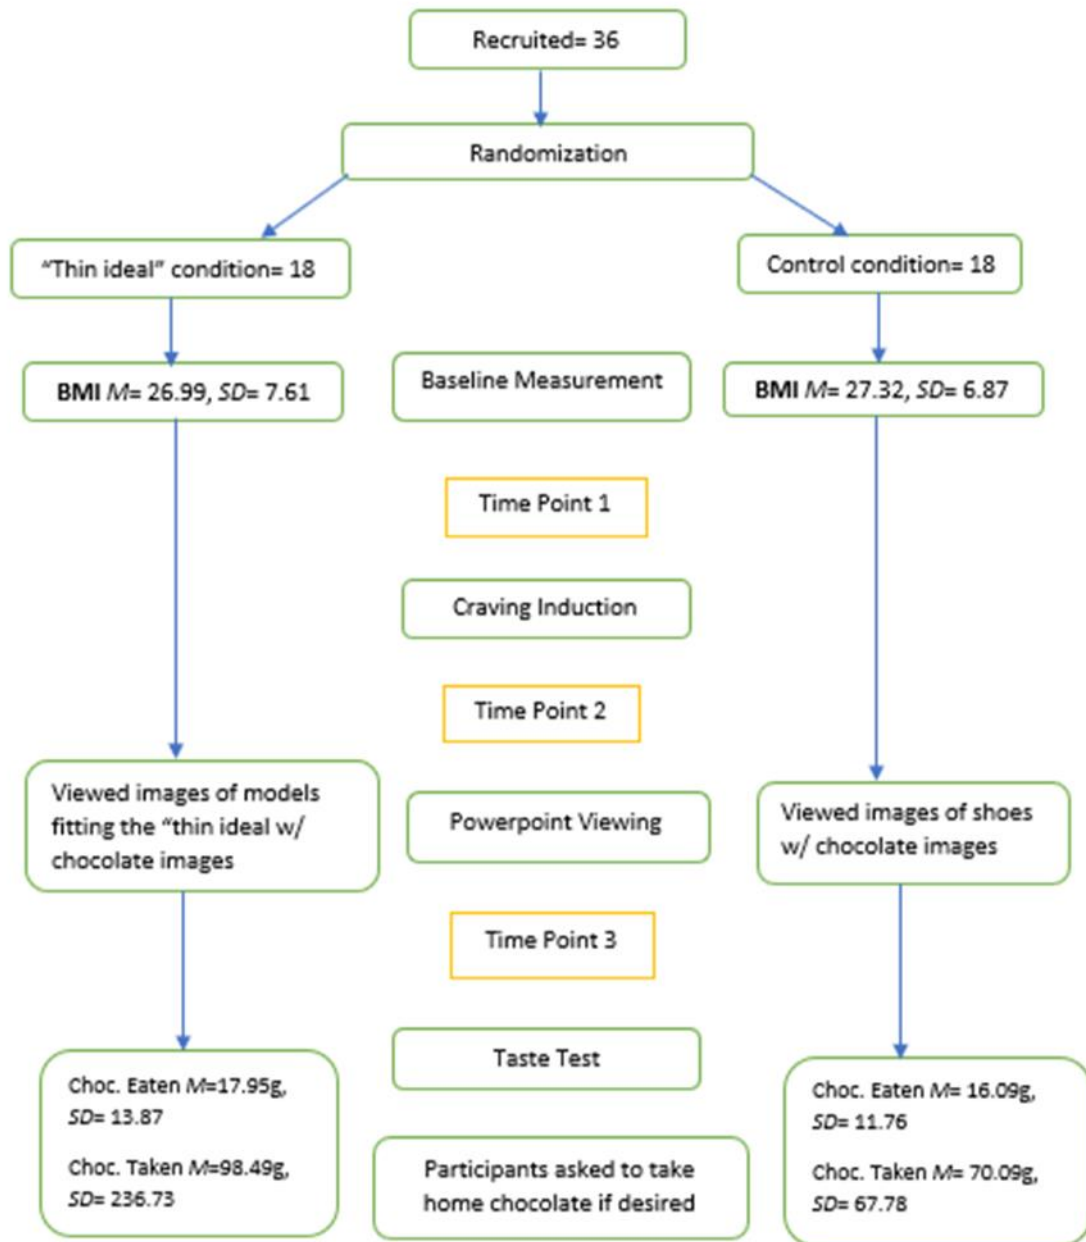 Recruited= 36
Randomization
“Thin ideal” condition= 18
Control condition= 18
BMI M= 26.99, SD= 7.61
Baseline Measurement
BMI M= 27.32, SD= 6.87
Time Point 1
Craving Induction
Time Point 2
Viewed images of models
fitting the “thin ideal w/
chocolate images
Powerpoint Viewing
Viewed images of shoes
w/ chocolate images
Time Point 3
Taste Test
Choc. Eaten M=17.95g,
SD= 13.87
Choc. Taken M=98.49g,
SD= 236.73
Participants asked to take
home chocolate if desired
Choc. Eaten M= 16.09g,
SD= 11.76
Choc. Taken M= 70.09g,
SD= 67.78